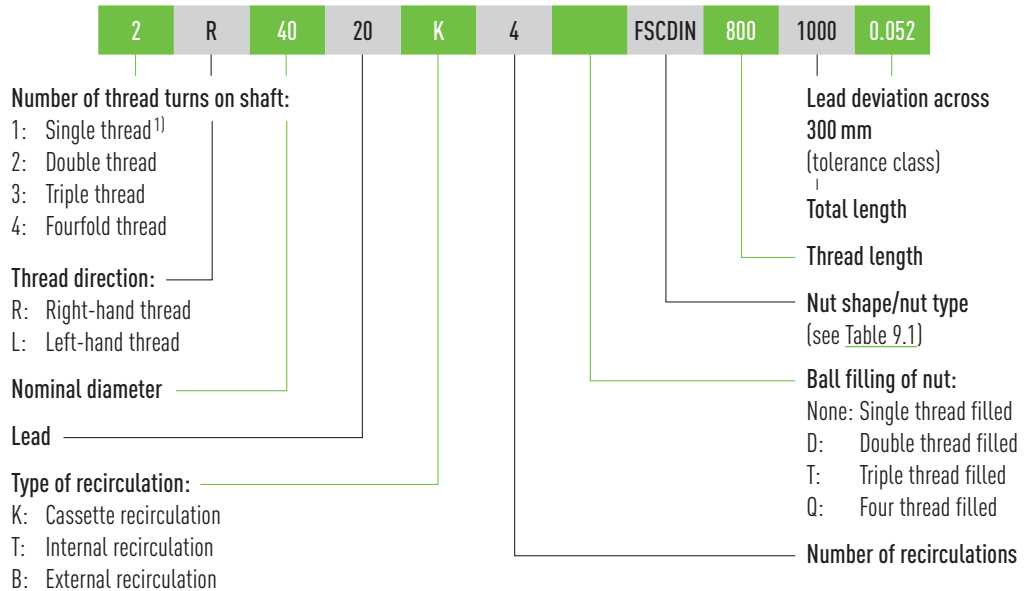 2 R 40 20 K 4 FSCDIN 800 1000 0.052
Number of thread turns on shaft:
1: Single thread 1)
2: Double thread
3: Triple thread
4: Fourfold thread
Thread direction:
R: Right-hand thread
L: Left-hand thread
Nominal diameter
Lead
Type of recirculation:
K: Cassette recirculation
T: Internal recirculation
B: External recirculation
Lead deviation across
300 mm
(tolerance class)
Total length
Thread length
Nut shape/nut type
(see Table 9.1)
Ball filling of nut:
None: Single thread filled
D: Double thread filled
T: Triple thread filled
Q: Four thread filled
Number of recirculations